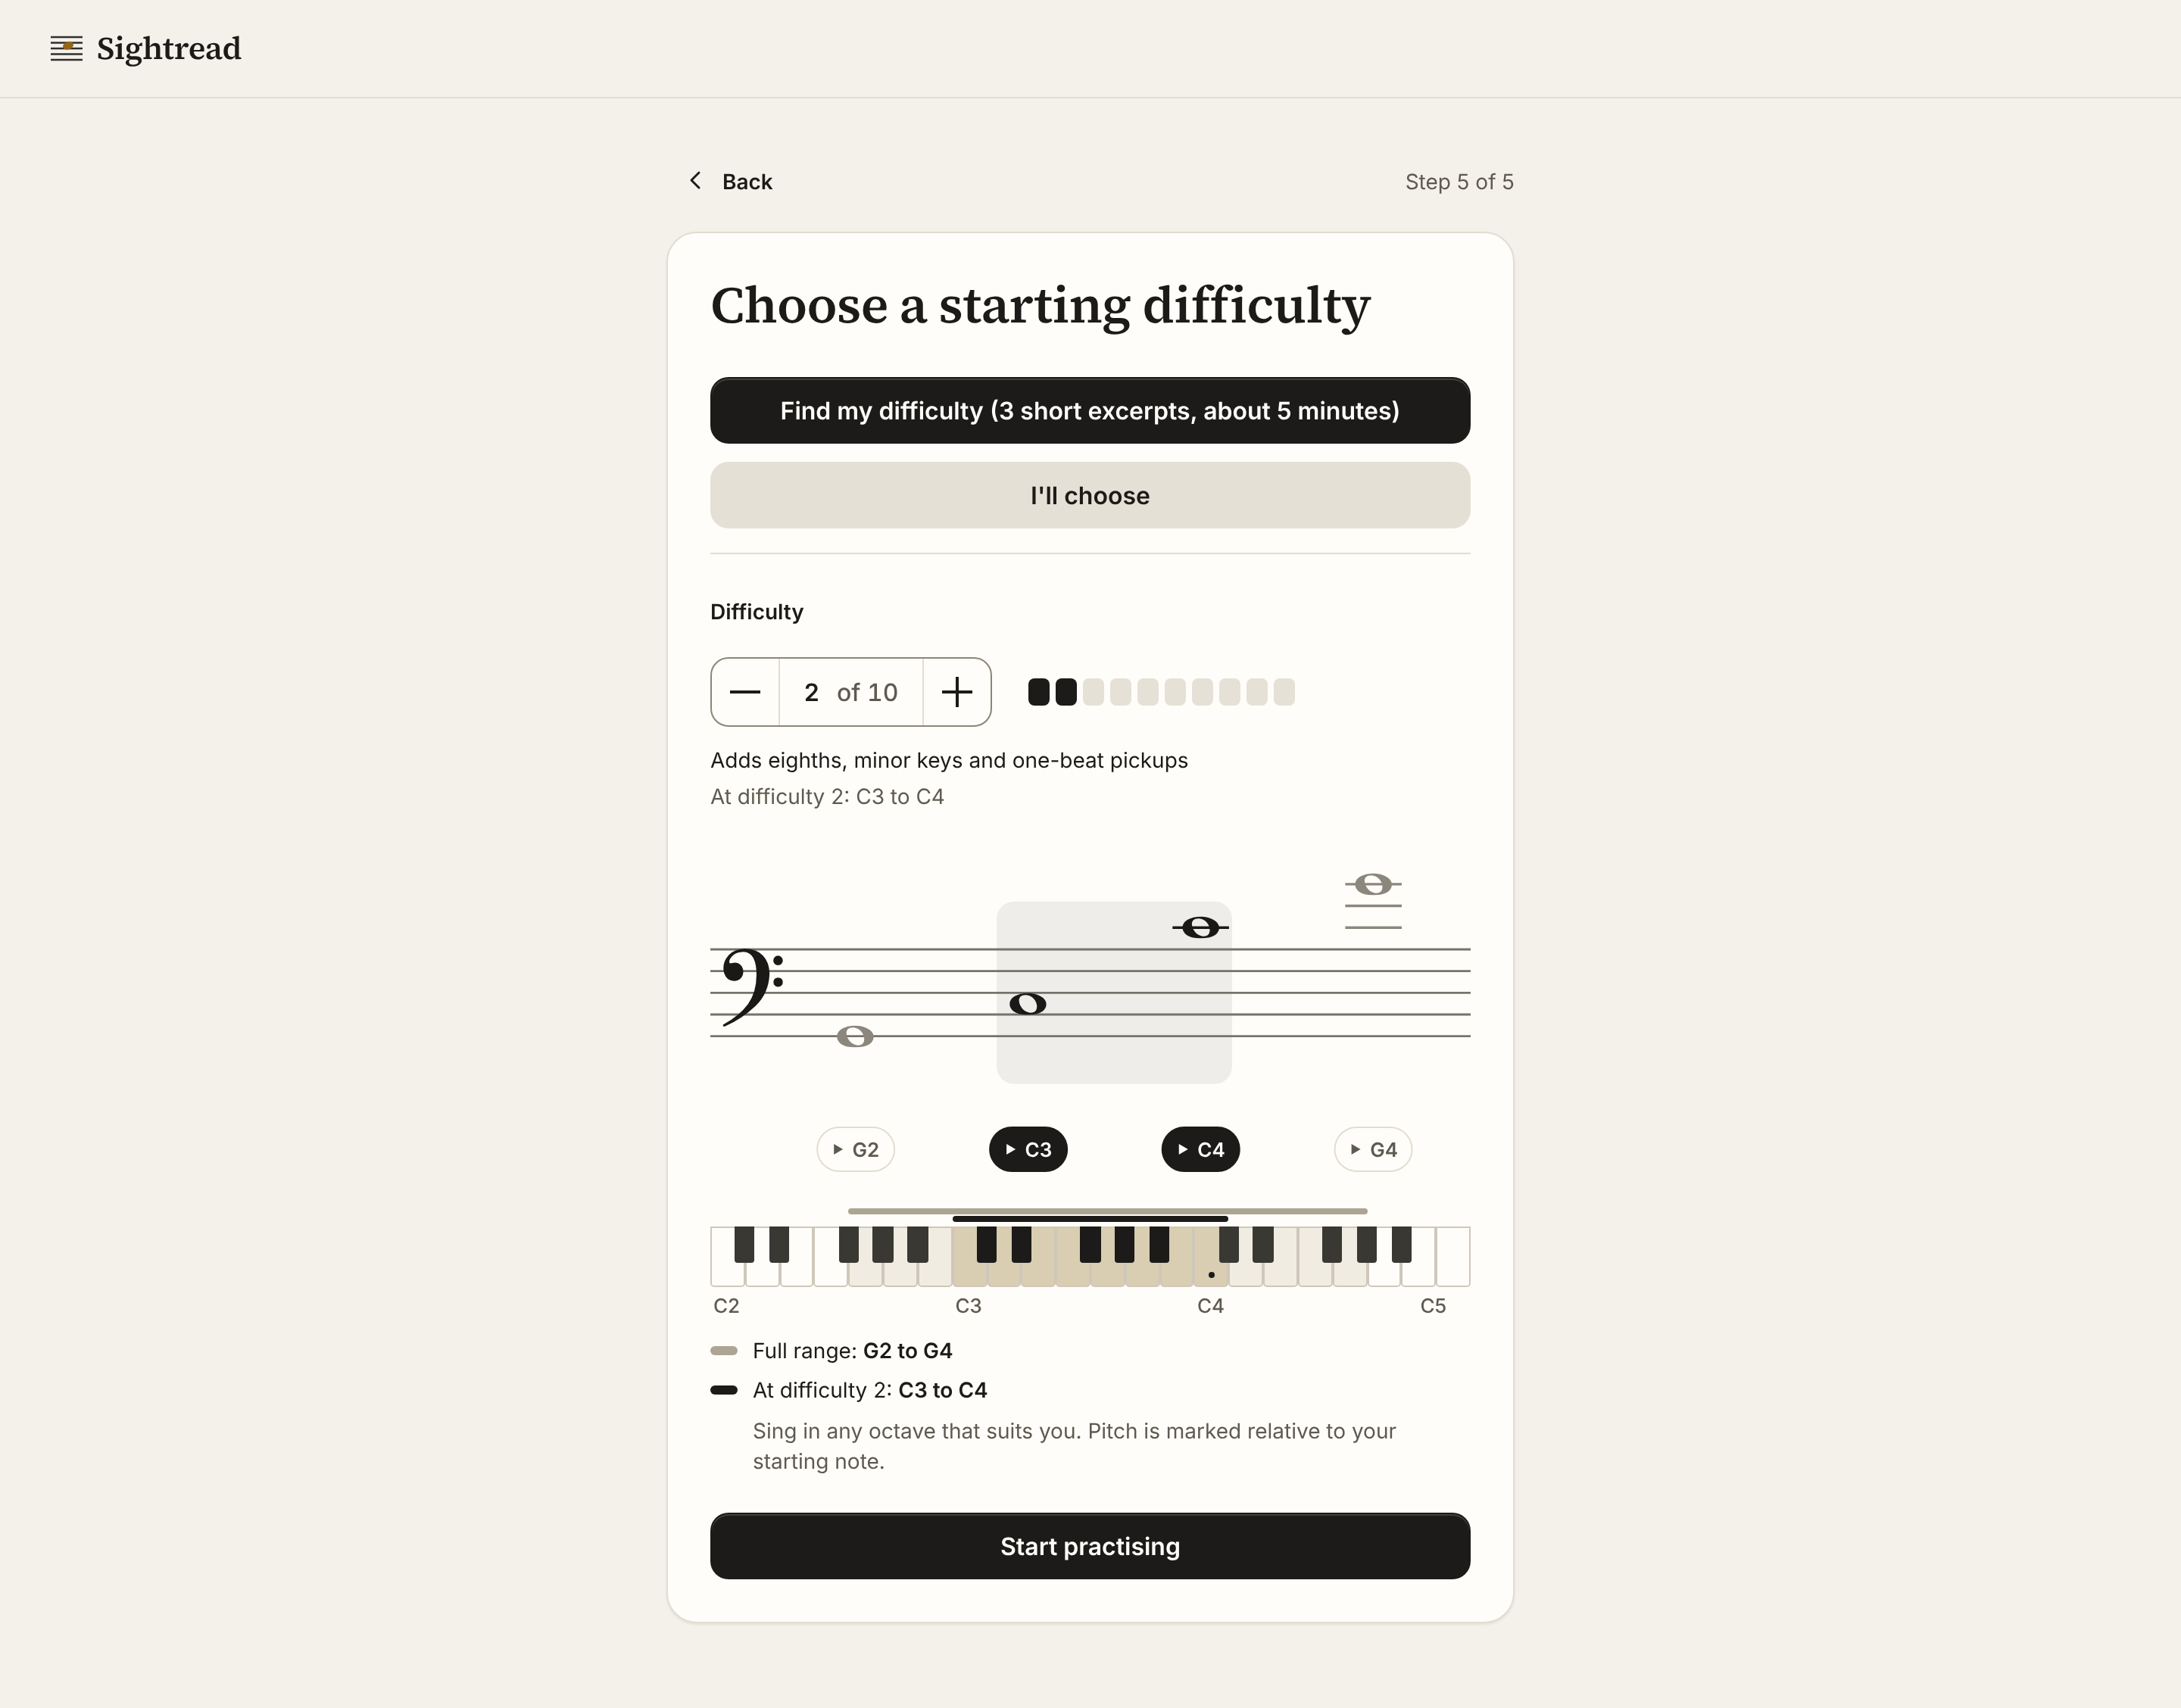 Sightread
Back
Step 5 of 5
Choose a starting difficulty
Find my difficulty (3 short excerpts, about 5 minutes)
I'll choose
Difficulty
2 of 10
Adds eighths, minor keys and one-beat pickups
At difficulty 2: C3 to C4
G2
C3
C4
G4
C2
C3
C4
C5
Full range: G2 to G4
At difficulty 2: C3 to C4
Sing in any octave that suits you. Pitch is marked relative to your
starting note.
Start practising